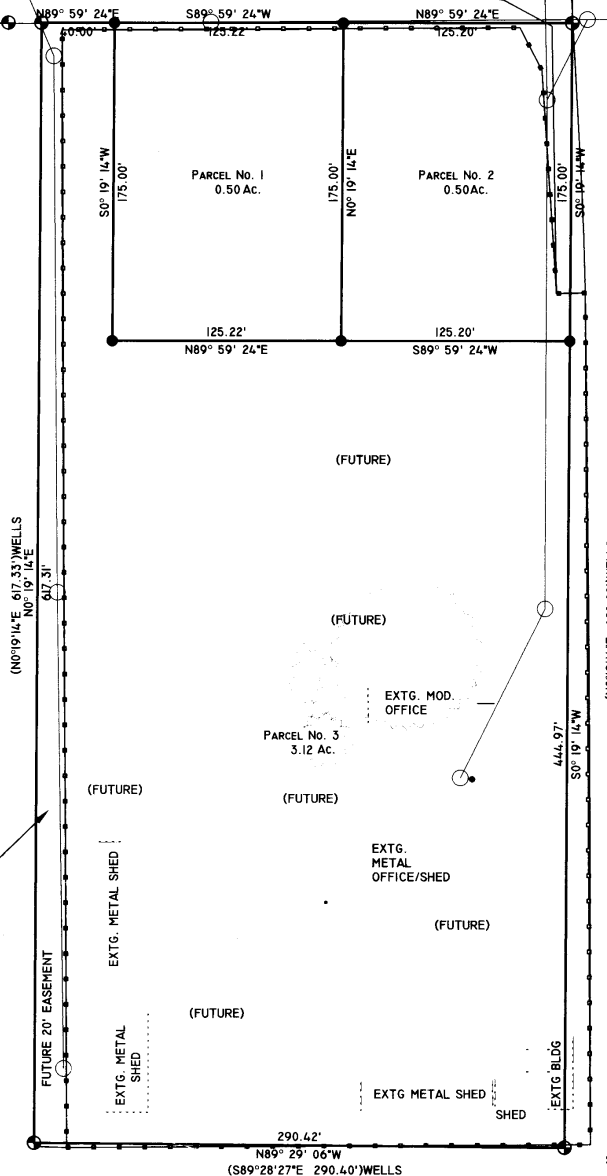 N89° 59' 24"E
S89° 59' 24"W
N89° 59' 24"E
40.00'
125.22'
125.20'
S0° 19' 14"W
175.00'
PARCEL No. 1
0.50 Ac.
175.00'
N0° 19' 14"E
PARCEL No. 2
0.50 Ac.
175.00'
S0° 19' 14"W
125.22'
N89° 59' 24"E
125.20'
S89° 59' 24"W
(FUTURE)
(N0°19'14"E 617.33')WELLS
N0° 19' 14"E
617.31'
(FUTURE)
EXTG. MOD.
OFFICE
PARCEL No. 3
3.12 Ac.
444.97'
S0° 19' 14"W
(FUTURE)
(FUTURE)
EXTG.
METAL
OFFICE/SHED
EXTG. METAL SHED
(FUTURE)
FUTURE 20' EASEMENT
(FUTURE)
EXTG. METAL
SHED
EXTG METAL SHED
SHED
EXTG BLDG
290.42'
N89° 29' 06"W
(S89°28'27"E 290.40')WELLS